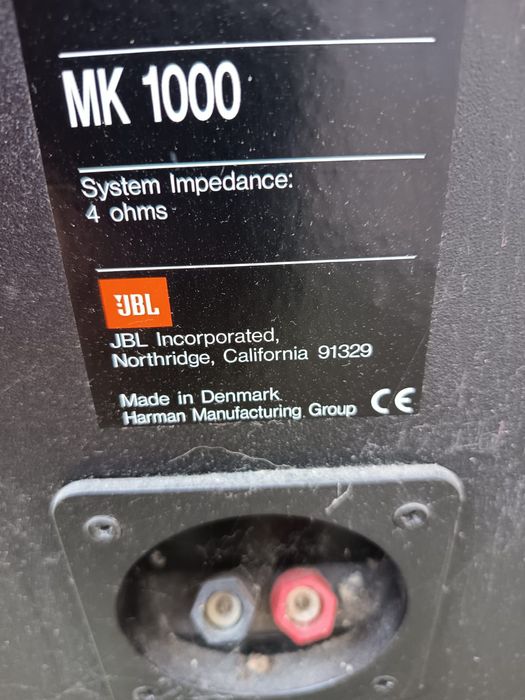 MK 1000
System Impedance:
4 ohms
JBL
JBL Incorporated,
Northridge, California 91329
Made in Denmark
Harman Manufacturing Group
CE